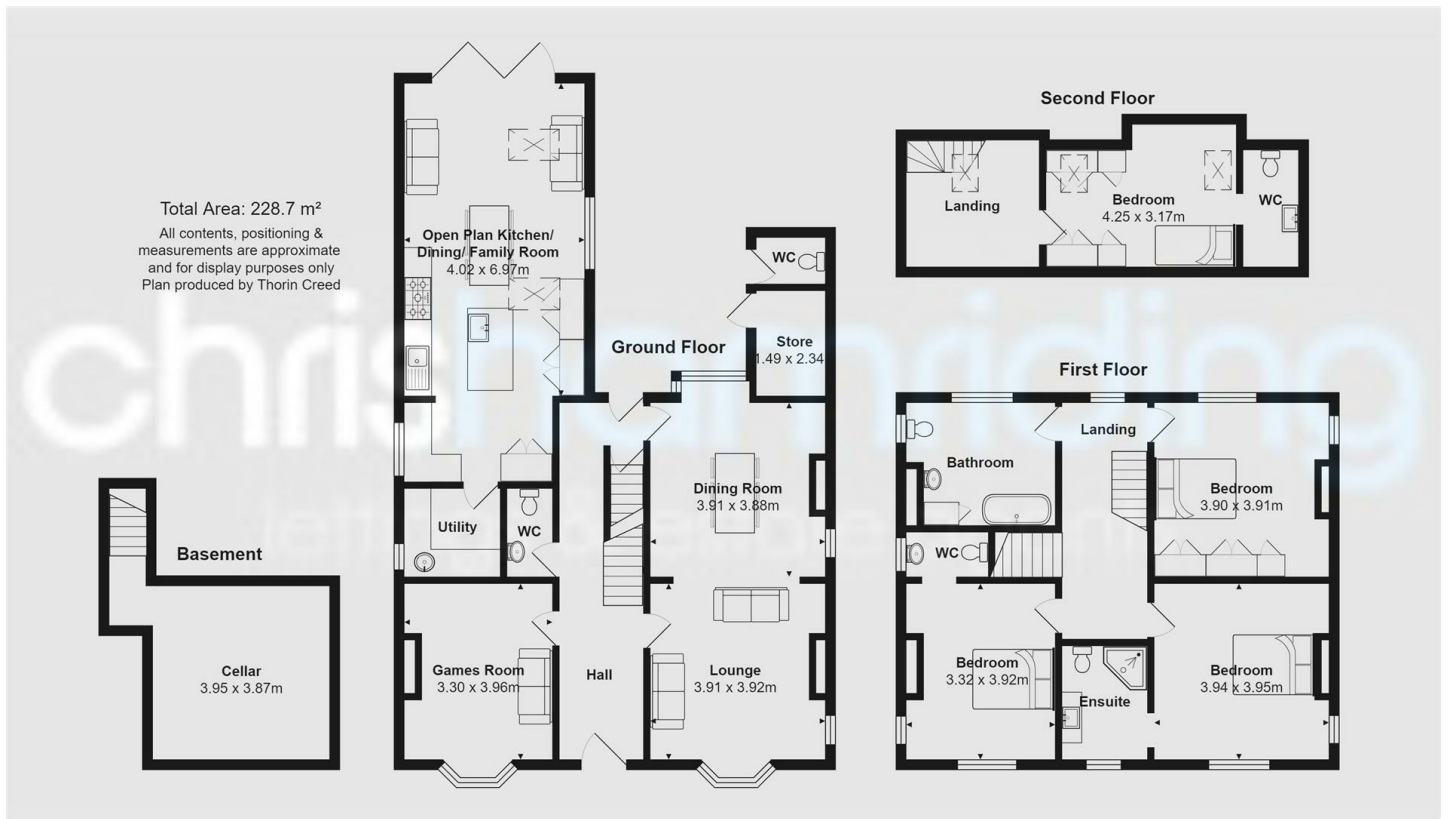 Total Area: 228.7 m²
All contents, positioning &
measurements are approximate
and for display purposes only
Plan produced by Thorin Creed
Basement
Cellar
3.95 x 3.87m
Ground Floor
Open Plan Kitchen/
Dining/ Family Room
4.02 x 6.97m
WC
Store
1.49 x 2.34
Utility
WC
Dining Room
3.91 x 3.88m
Games Room
3.30 x 3.96m
Hall
Lounge
3.91 x 3.92m
Second Floor
Landing
Bedroom
4.25 x 3.17m
WC
First Floor
Landing
Bathroom
Bedroom
3.90 x 3.91m
WC
Bedroom
3.32 x 3.92m
Ensuite
Bedroom
3.94 x 3.95m
chrishamriding